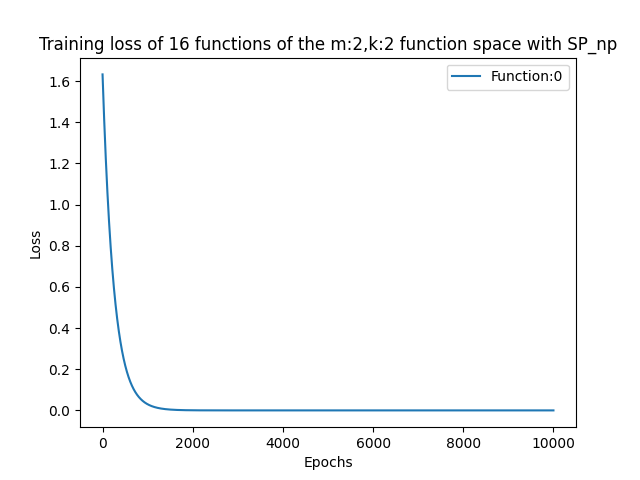 Training loss of 16 functions of the m:2,k:2 function space with SP_np
Function:0
1.6
1.4
1.2
1.0
0.8
0.6
0.4
0.2
0.0
Loss
0 2000 4000 6000 8000 10000
Epochs